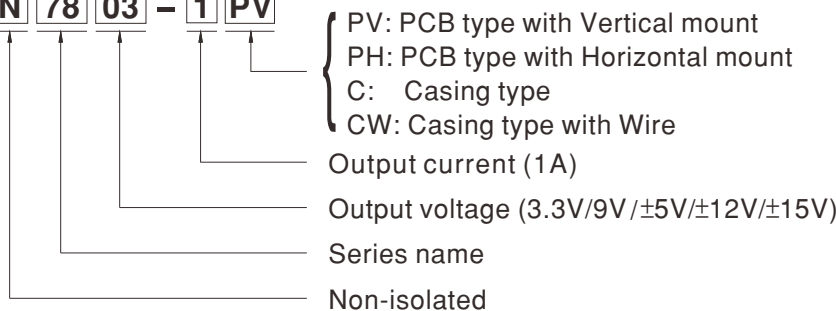 N 78 03 – 1 PV
PV: PCB type with Vertical mount
PH: PCB type with Horizontal mount
C: Casing type
CW: Casing type with Wire
Output current (1A)
Output voltage (3.3V/9V/±5V/±12V/±15V)
Series name
Non-isolated